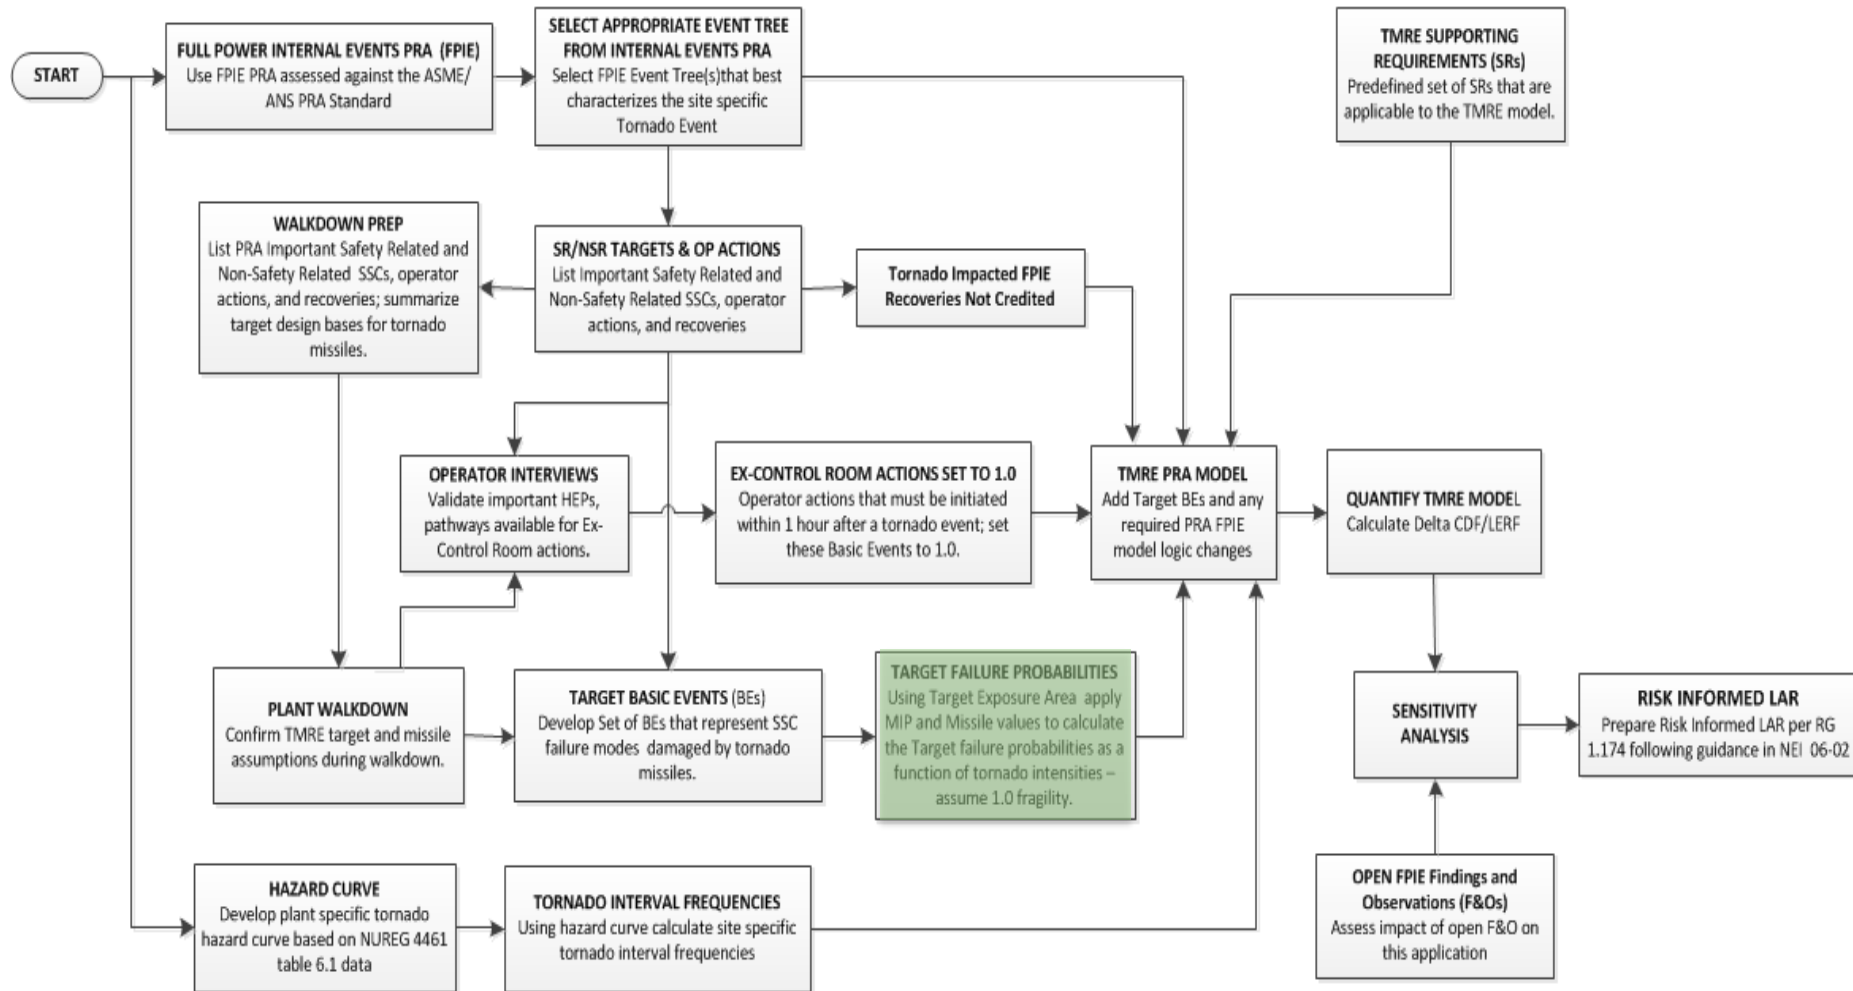 START
FULL POWER INTERNAL EVENTS PRA (FPIE)
Use FPIE PRA assessed against the ASME/
ANS PRA Standard
SELECT APPROPRIATE EVENT TREE
FROM INTERNAL EVENTS PRA
Select FPIE Event Tree(s)that best
characterizes the site specific
Tornado Event
TMRE SUPPORTING
REQUIREMENTS (SRs)
Predefined set of SRs that are
applicable to the TMRE model.
WALKDOWN PREP
List PRA Important Safety Related and
Non-Safety Related SSCs, operator
actions, and recoveries; summarize
target design bases for tornado
missiles.
SR/NSR TARGETS & OP ACTIONS
List Important Safety Related and
Non-Safety Related SSCs, operator
actions, and recoveries
Tornado Impacted FPIE
Recoveries Not Credited
OPERATOR INTERVIEWS
Validate important HEPs,
pathways available for Ex-
Control Room actions.
EX-CONTROL ROOM ACTIONS SET TO 1.0
Operator actions that must be initiated
within 1 hour after a tornado event; set
these Basic Events to 1.0.
TMRE PRA MODEL
Add Target BEs and any
required PRA FPIE
model logic changes
QUANTIFY TMRE MODEL
Calculate Delta CDF/LERF
PLANT WALKDOWN
Confirm TMRE target and missile
assumptions during walkdown.
TARGET BASIC EVENTS (BEs)
Develop Set of BEs that represent SSC
failure modes damaged by tornado
missiles.
TARGET FAILURE PROBABILITIES
Using Target Exposure Area apply
MIP and Missile values to calculate
the Target failure probabilities as a
function of tornado intensities –
assume 1.0 fragility.
SENSITIVITY
ANALYSIS
RISK INFORMED LAR
Prepare Risk Informed LAR per RG
1.174 following guidance in NEI 06-02
HAZARD CURVE
Develop plant specific tornado
hazard curve based on NUREG 4461
table 6.1 data
TORNADO INTERVAL FREQUENCIES
Using hazard curve calculate site specific
tornado interval frequencies
OPEN FPIE Findings and
Observations (F&Os)
Assess impact of open F&O on
this application